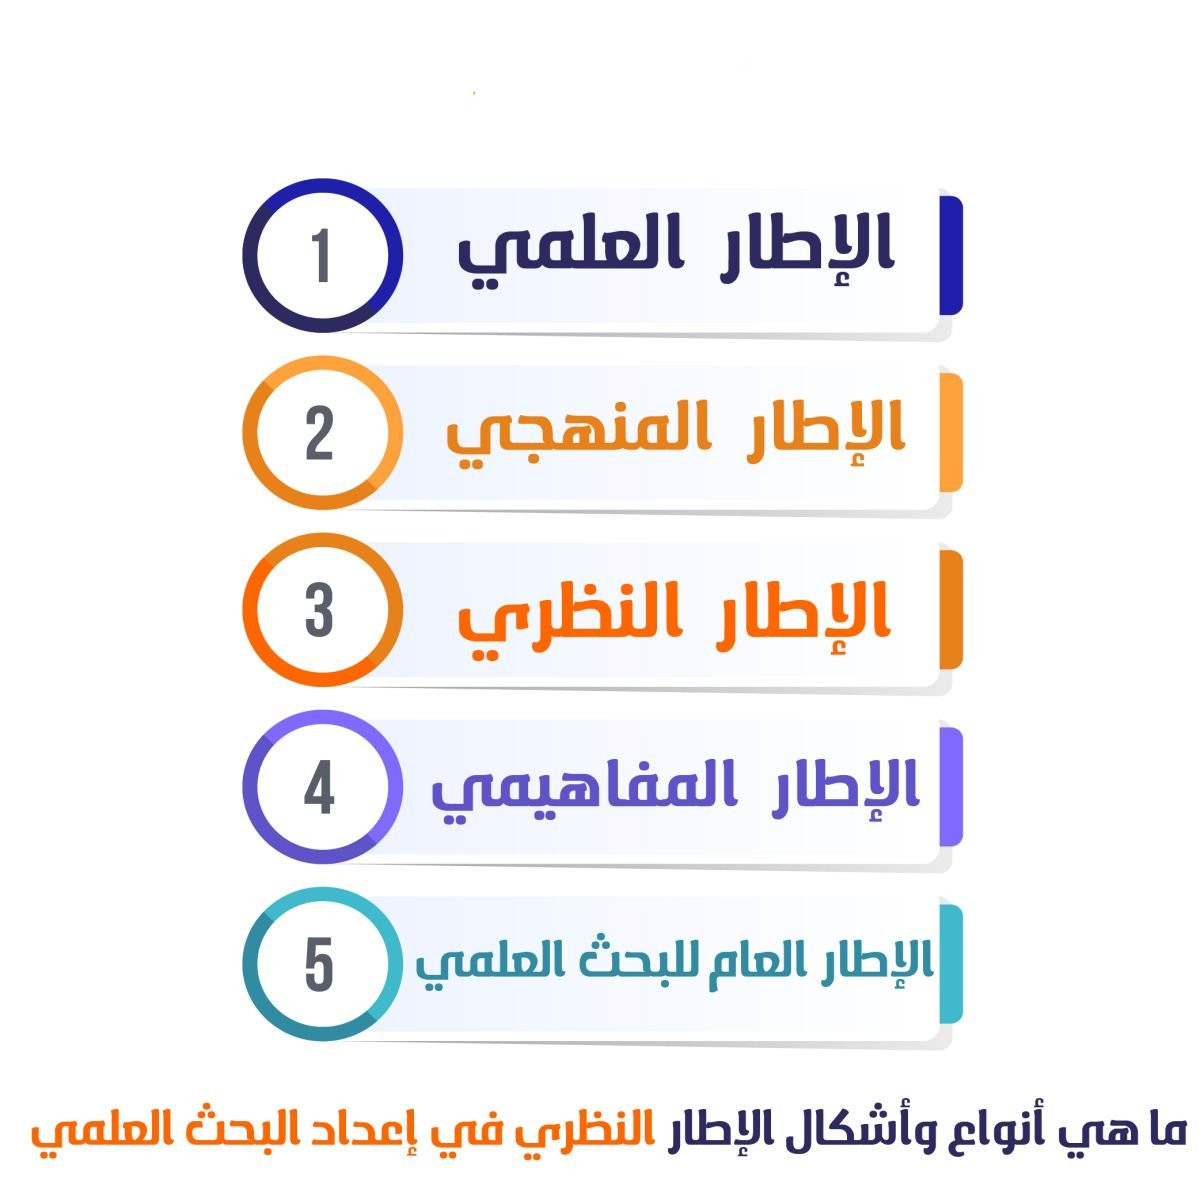 1 الإطار العلمي
2 الإطار المنهجي
3 الإطار النظري
4 الإطار المفاهيمي
5 الإطار العام للبحث العلمي
ما هي أنواع وأشكال الإطار النظري في إعداد البحث العلمي